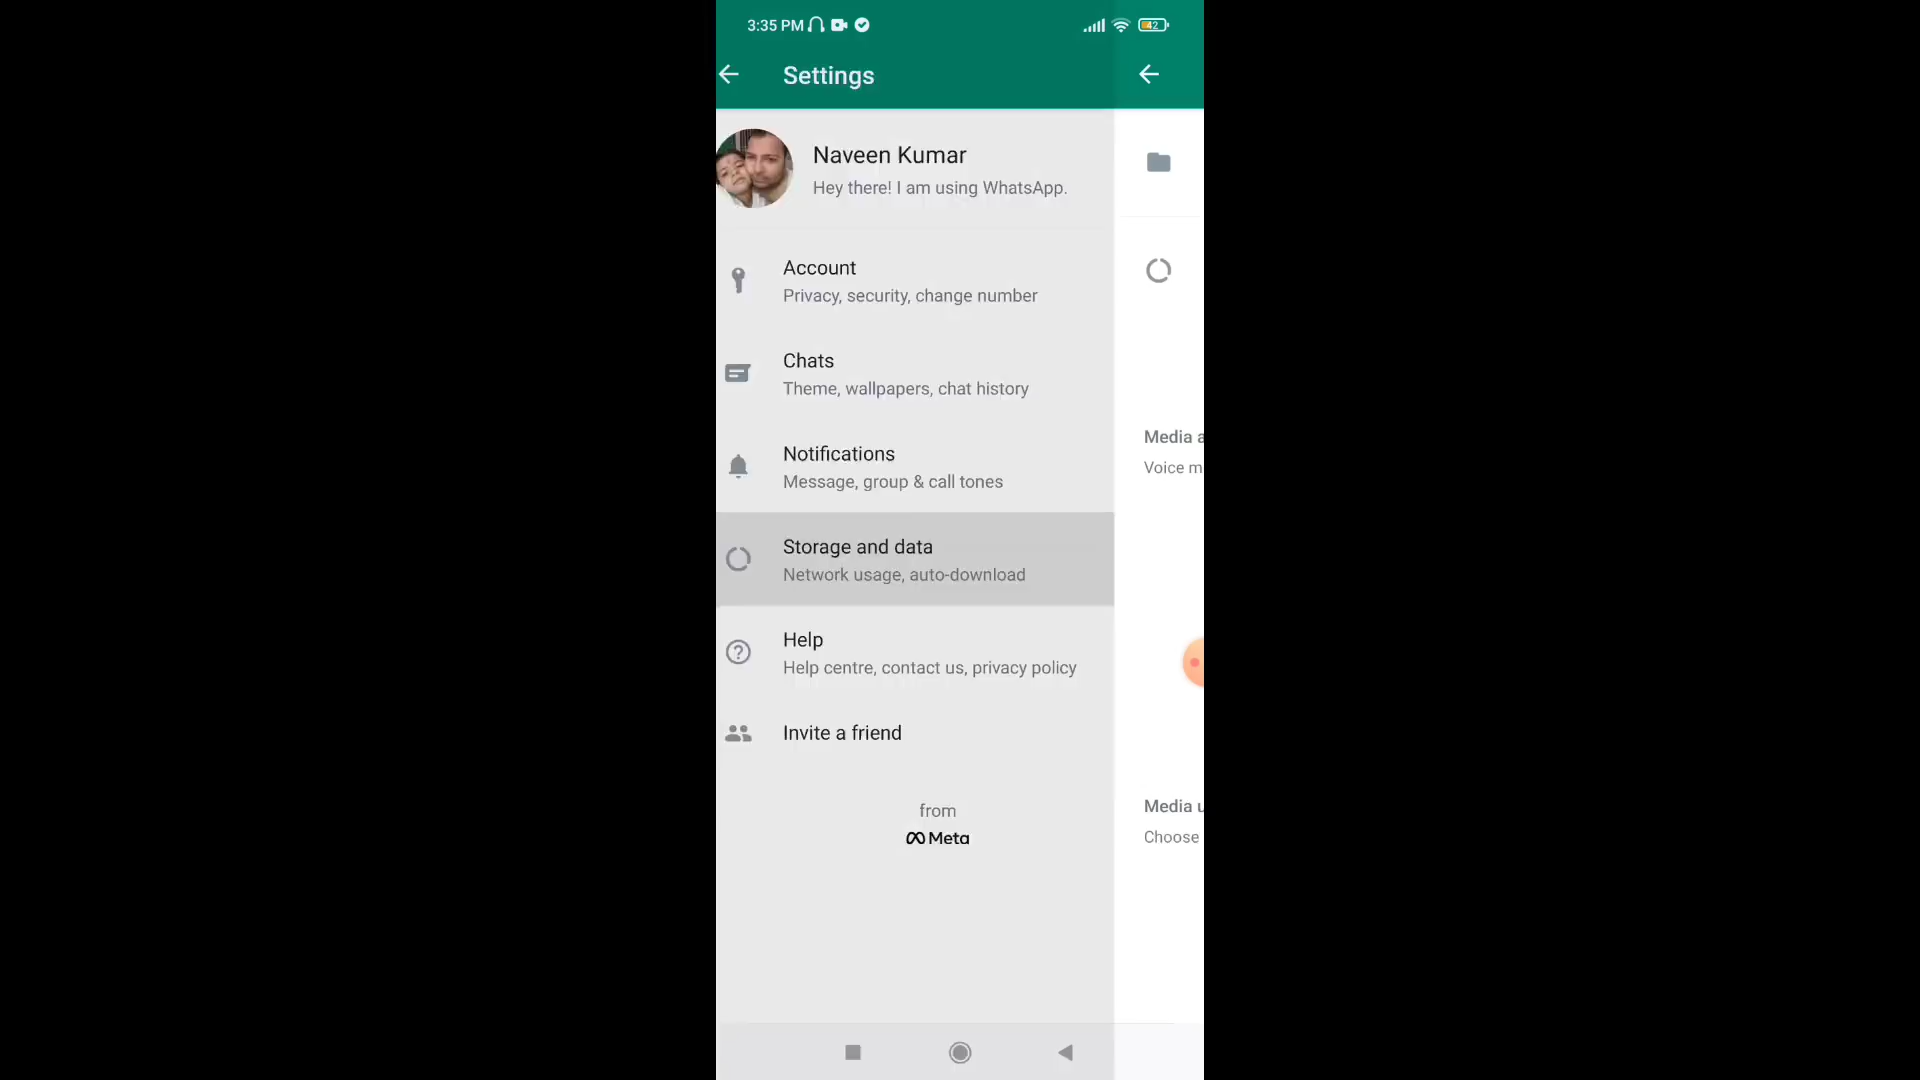 3:35 PM
42
Settings
Naveen Kumar
Hey there! I am using WhatsApp.
Account
Privacy, security, change number
Chats
Theme, wallpapers, chat history
Media a
Notifications
Voice m
Message, group & call tones
Storage and data
Network usage, auto-download
Help
Help centre, contact us, privacy policy
Invite a friend
Media u
from
Choose
Meta